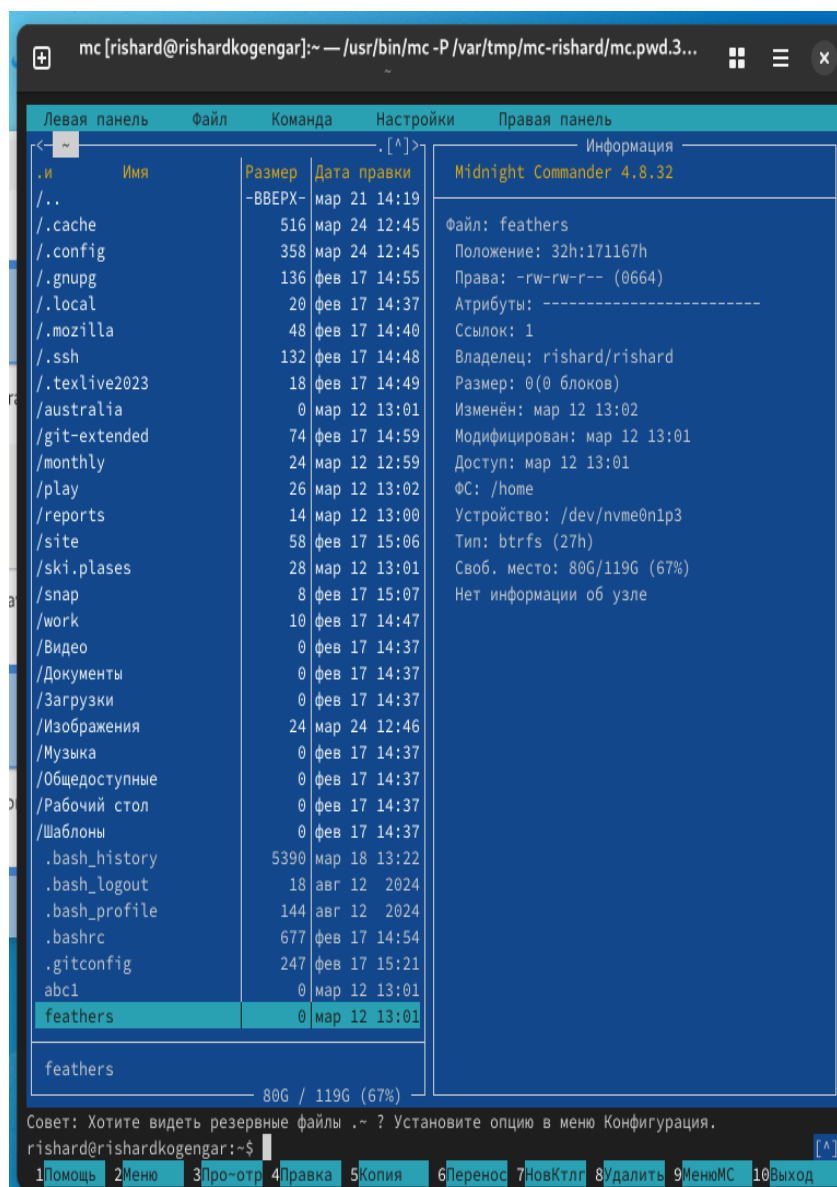 mc [rishard@rishardkogengar]:~ — /usr/bin/mc -P /var/tmp/mc-rishard/mc.pwd.3...
~
Левая панель Файл Команда Настройки Правая панель
<- ~ .[^]>
.и Имя Размер Дата правки
/.. -ВВЕРХ- мар 21 14:19
/.cache 516 мар 24 12:45
/.config 358 мар 24 12:45
/.gnupg 136 фев 17 14:55
/.local 20 фев 17 14:37
/.mozilla 48 фев 17 14:40
/.ssh 132 фев 17 14:48
/.texlive2023 18 фев 17 14:49
/australia 0 мар 12 13:01
/git-extended 74 фев 17 14:59
/monthly 24 мар 12 12:59
/play 26 мар 12 13:02
/reports 14 мар 12 13:00
/site 58 фев 17 15:06
/ski.plases 28 мар 12 13:01
/snap 8 фев 17 15:07
/work 10 фев 17 14:47
/Видео 0 фев 17 14:37
/Документы 0 фев 17 14:37
/Загрузки 0 фев 17 14:37
/Изображения 24 мар 24 12:46
/Музыка 0 фев 17 14:37
/Общедоступные 0 фев 17 14:37
/Рабочий стол 0 фев 17 14:37
/Шаблоны 0 фев 17 14:37
.bash_history 5390 мар 18 13:22
.bash_logout 18 авг 12 2024
.bash_profile 144 авг 12 2024
.bashrc 677 фев 17 14:54
.gitconfig 247 фев 17 15:21
abc1 0 мар 12 13:01
feathers 0 мар 12 13:01
feathers
80G / 119G (67%)
Информация
Midnight Commander 4.8.32
Файл: feathers
Положение: 32h:171167h
Права: -rw-rw-r-- (0664)
Атрибуты: -------------------------
Ссылок: 1
Владелец: rishard/rishard
Размер: 0(0 блоков)
Изменён: мар 12 13:02
Модифицирован: мар 12 13:01
Доступ: мар 12 13:01
ФС: /home
Устройство: /dev/nvme0n1p3
Тип: btrfs (27h)
Своб. место: 80G/119G (67%)
Нет информации об узле
Совет: Хотите видеть резервные файлы .~ ? Установите опцию в меню Конфигурация.
rishard@rishardkogengar:~$ [^]
1Помощь 2Меню 3Про~отр 4Правка 5Копия 6Перенос 7НовКтлг 8Удалить 9МенюMC 10Выход